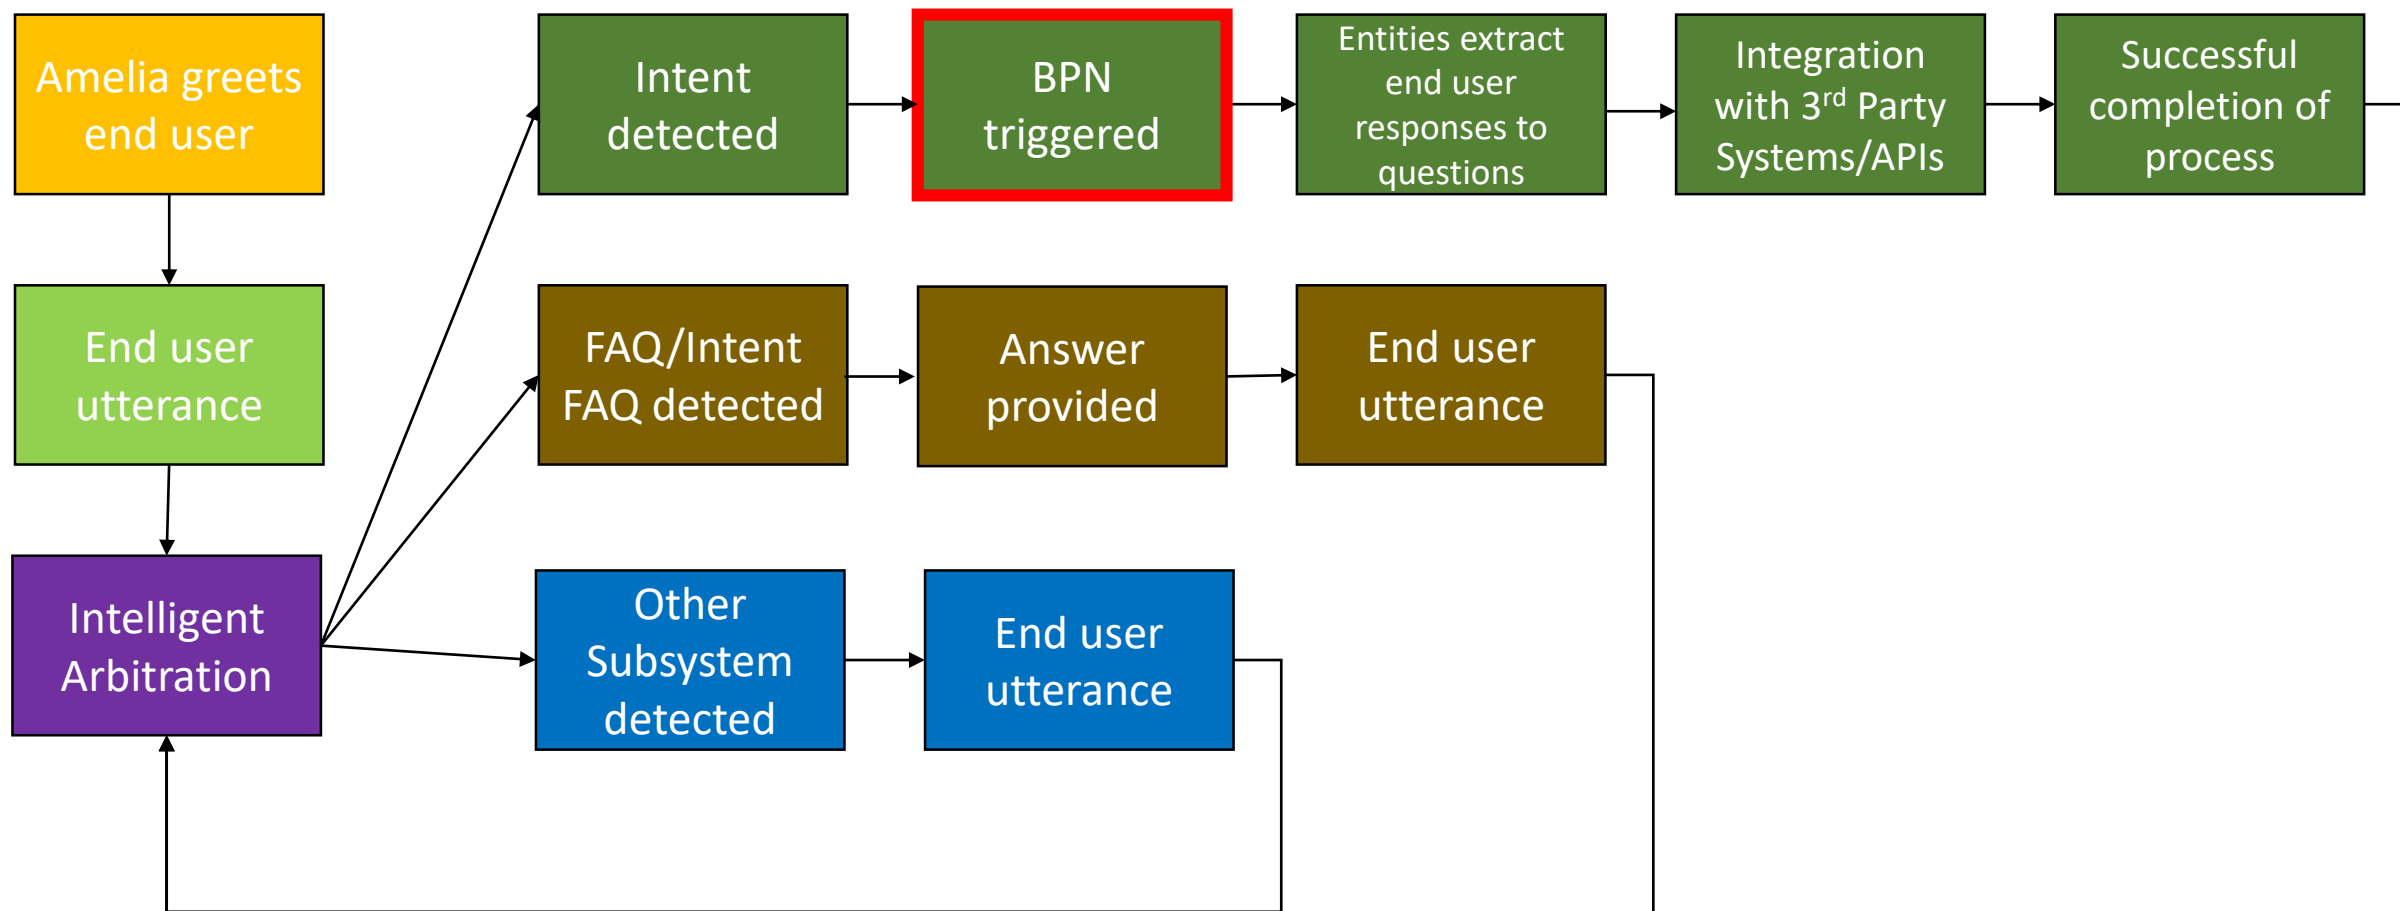 Amelia greets
end user
Intent
detected
BPN
triggered
Entities extract
end user
responses to
questions
Integration
with 3rd Party
Systems/APIs
Successful
completion of
process
End user
utterance
FAQ/Intent
FAQ detected
Answer
provided
End user
utterance
Intelligent
Arbitration
Other
Subsystem
detected
End user
utterance